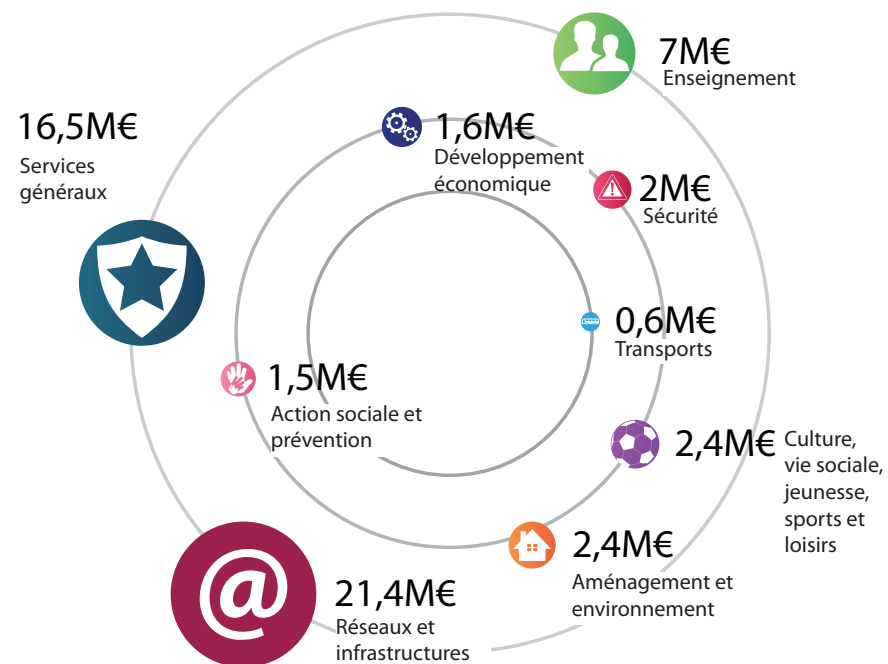 7M€
Enseignement
16,5M€
Services
généraux
1,6M€
Développement
économique
2M€
Sécurité
0,6M€
Transports
1,5M€
Action sociale et
prévention
2,4M€
Culture,
vie sociale,
jeunesse,
sports et
loisirs
2,4M€
Aménagement et
environnement
@
21,4M€
Réseaux et
infrastructures